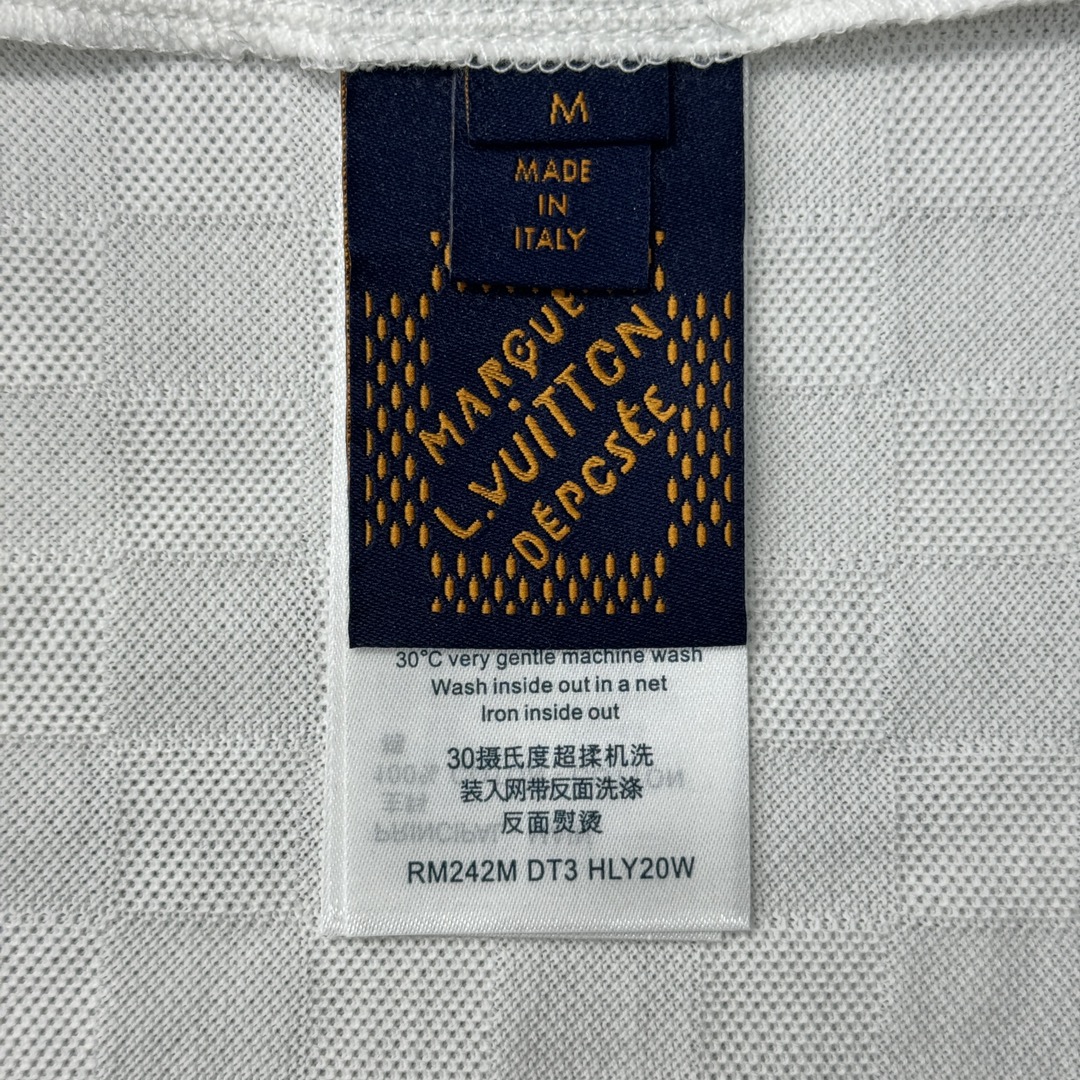 M
MADE
IN
ITALY
MARQUE
L.VUITTON
DÉPOSÉE
30°C very gentle machine wash
Wash inside out in a net
Iron inside out
30摄氏度超揉机洗
装入网带反面洗涤
反面熨烫
RM242M DT3 HLY20W